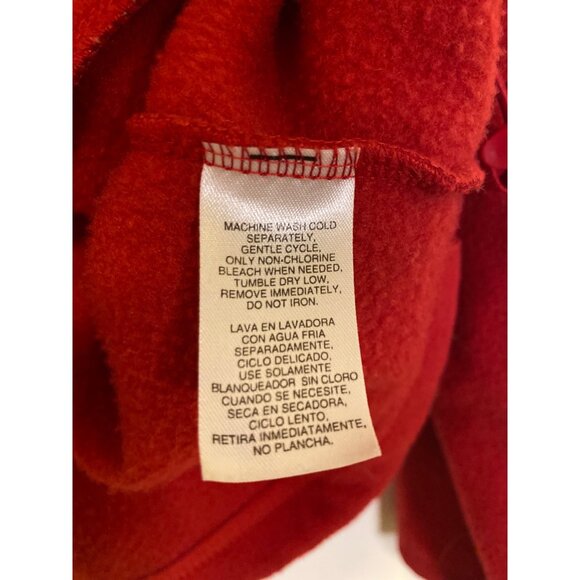 MACHINE WASH COLD
SEPARATELY,
GENTLE CYCLE,
ONLY NON-CHLORINE
BLEACH WHEN NEEDED,
TUMBLE DRY LOW,
REMOVE IMMEDIATELY,
DO NOT IRON.
LAVA EN LAVADORA
CON AGUA FRIA
SEPARADAMENTE,
CICLO DELICADO,
USE SOLAMENTE
BLANQUEADOR SIN CLORO
CUANDO SE NECESITE,
SECA EN SECADORA,
CICLO LENTO,
RETIRA INMEDIATAMENTE,
NO PLANCHA.